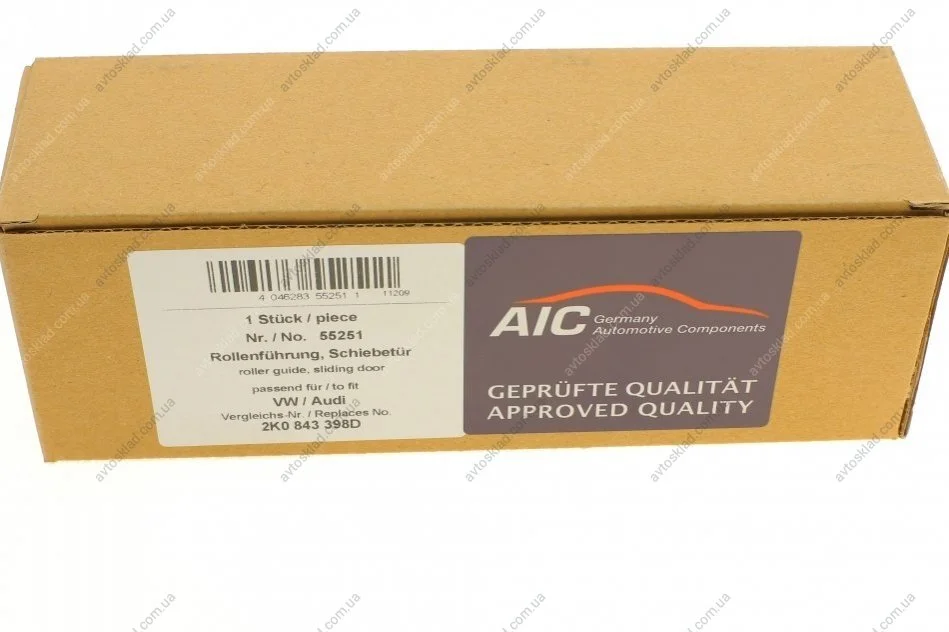 4 046283 55251 1 11209
1 Stück / piece
Nr. / No. 55251
Rollenführung, Schiebetür
roller guide, sliding door
passend für / to fit
VW / Audi
Vergleichs-Nr. / Replaces No.
2K0 843 398D
AIC Germany
Automotive Components
GEPRÜFTE QUALITÄT
APPROVED QUALITY
avtosklad.com.ua